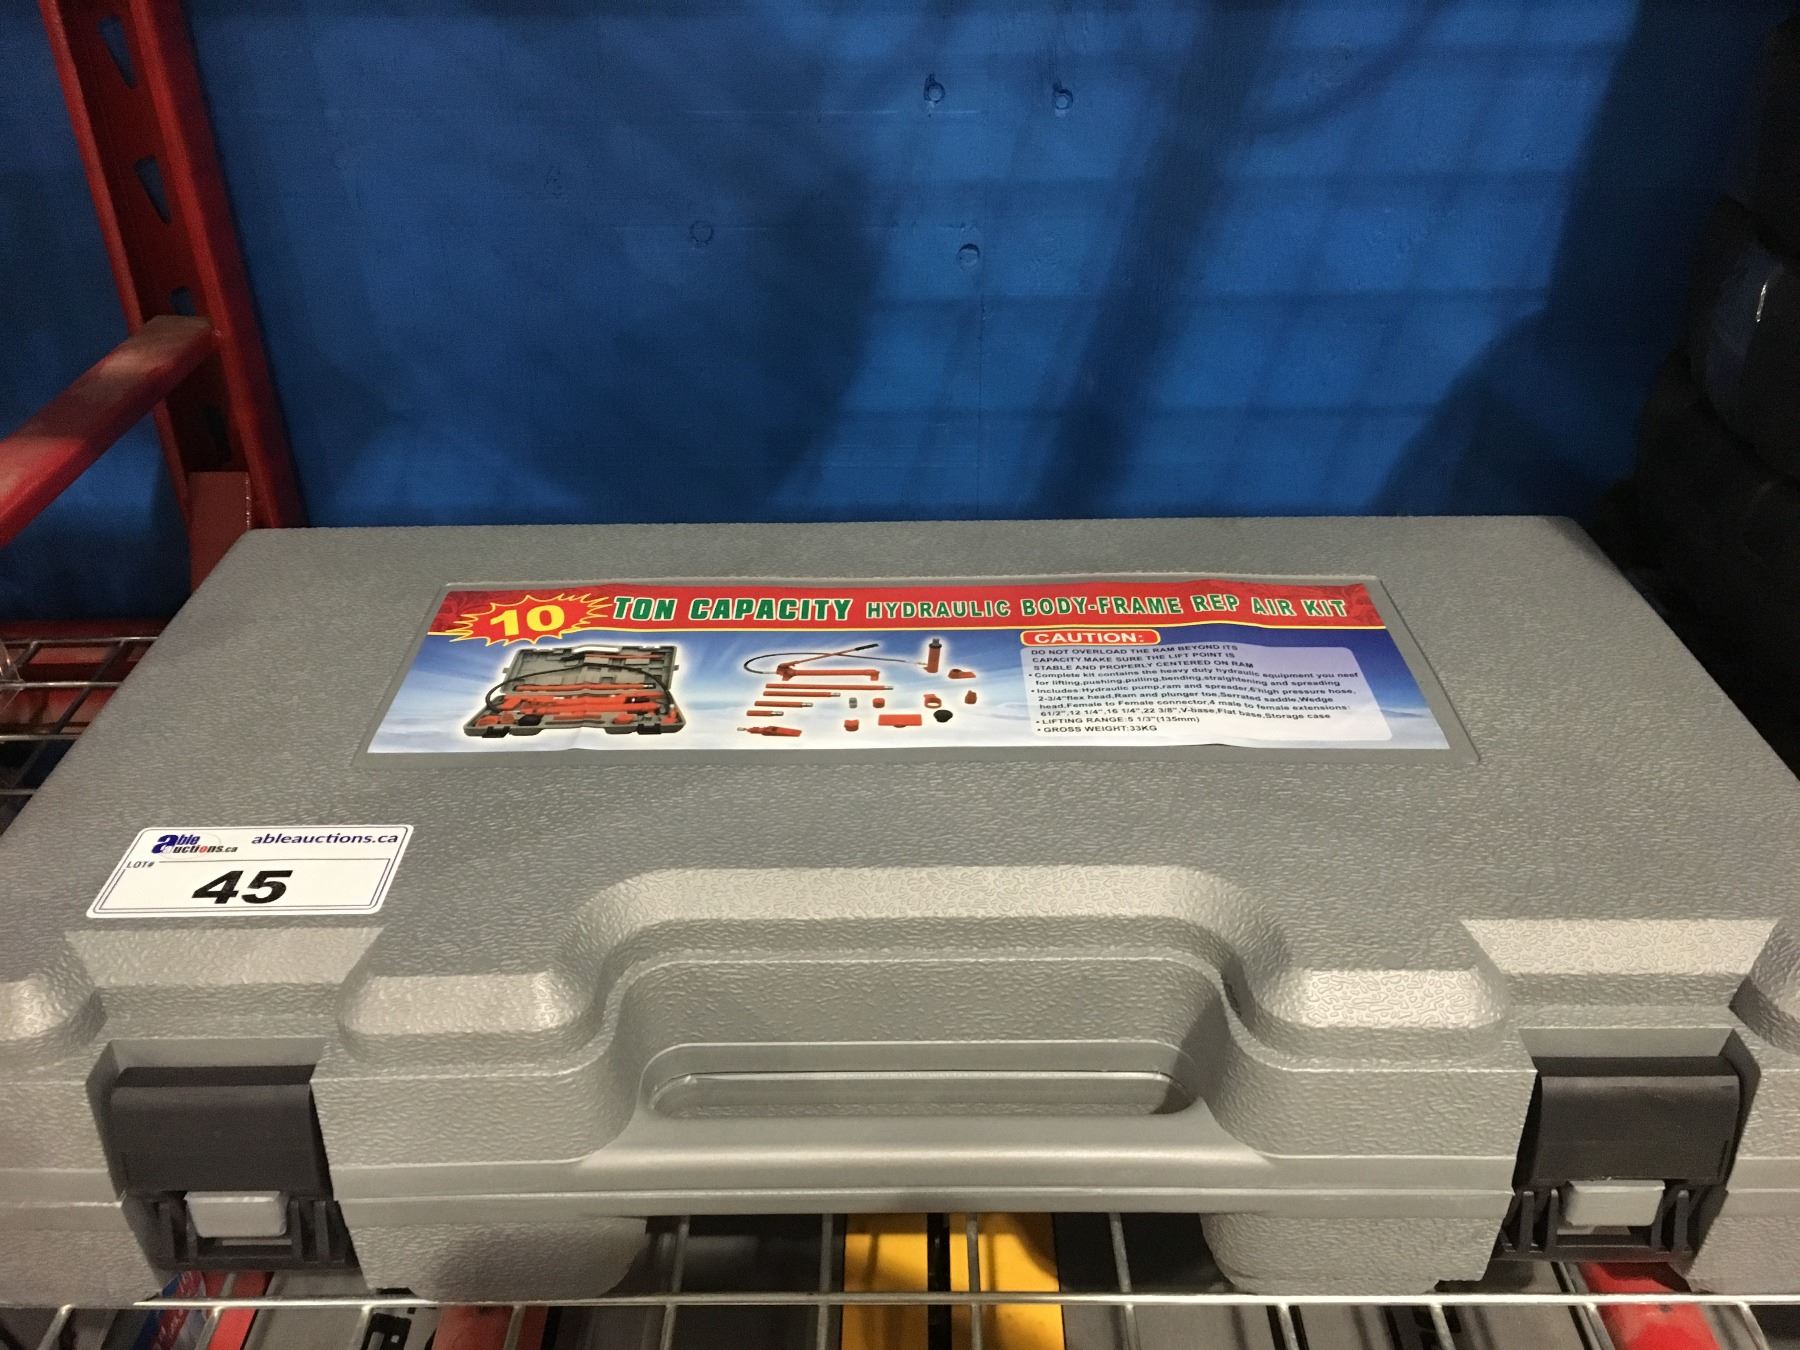 10 TON CAPACITY HYDRAULIC BODY-FRAME REP AIR KIT
CAUTION:
DO NOT OVERLOAD THE RAM BEYOND ITS
CAPACITY.MAKE SURE THE LIFT POINT IS
STABLE AND PROPERLY CENTERED ON RAM
• Complete kit contains the heavy duty hydraulic equipment you neef
for lifting,pushing,pulling,bending,straightening and spreading
• Includes:Hydraulic pump,ram and spreader,6'high pressure hose,
2-3/4"flex head,Ram and plunger toe,Serrated saddle,Wedge
head,Female to Female connector,4 male to female extensions:
61/2",12 1/4",16 1/4",22 3/8",V-base,Flat base,Storage case
• LIFTING RANGE:5 1/3"(135mm)
• GROSS WEIGHT:33KG
able auctions.ca
ableauctions.ca
LOT#
45